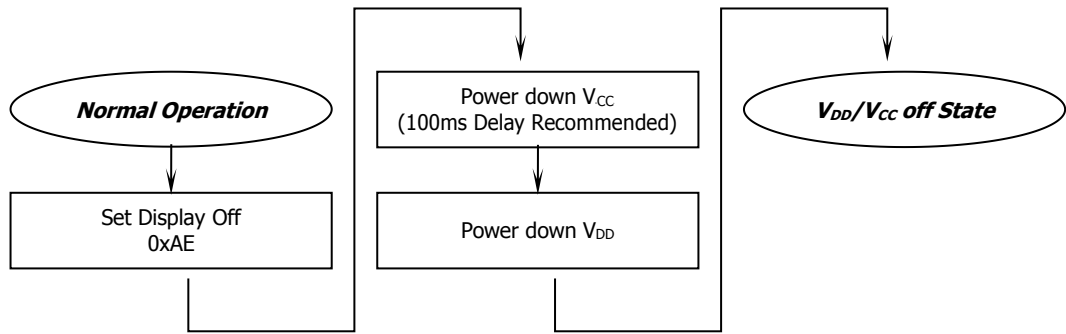 Normal Operation
Set Display Off
0xAE
Power down VCC
(100ms Delay Recommended)
Power down VDD
VDD/VCC off State